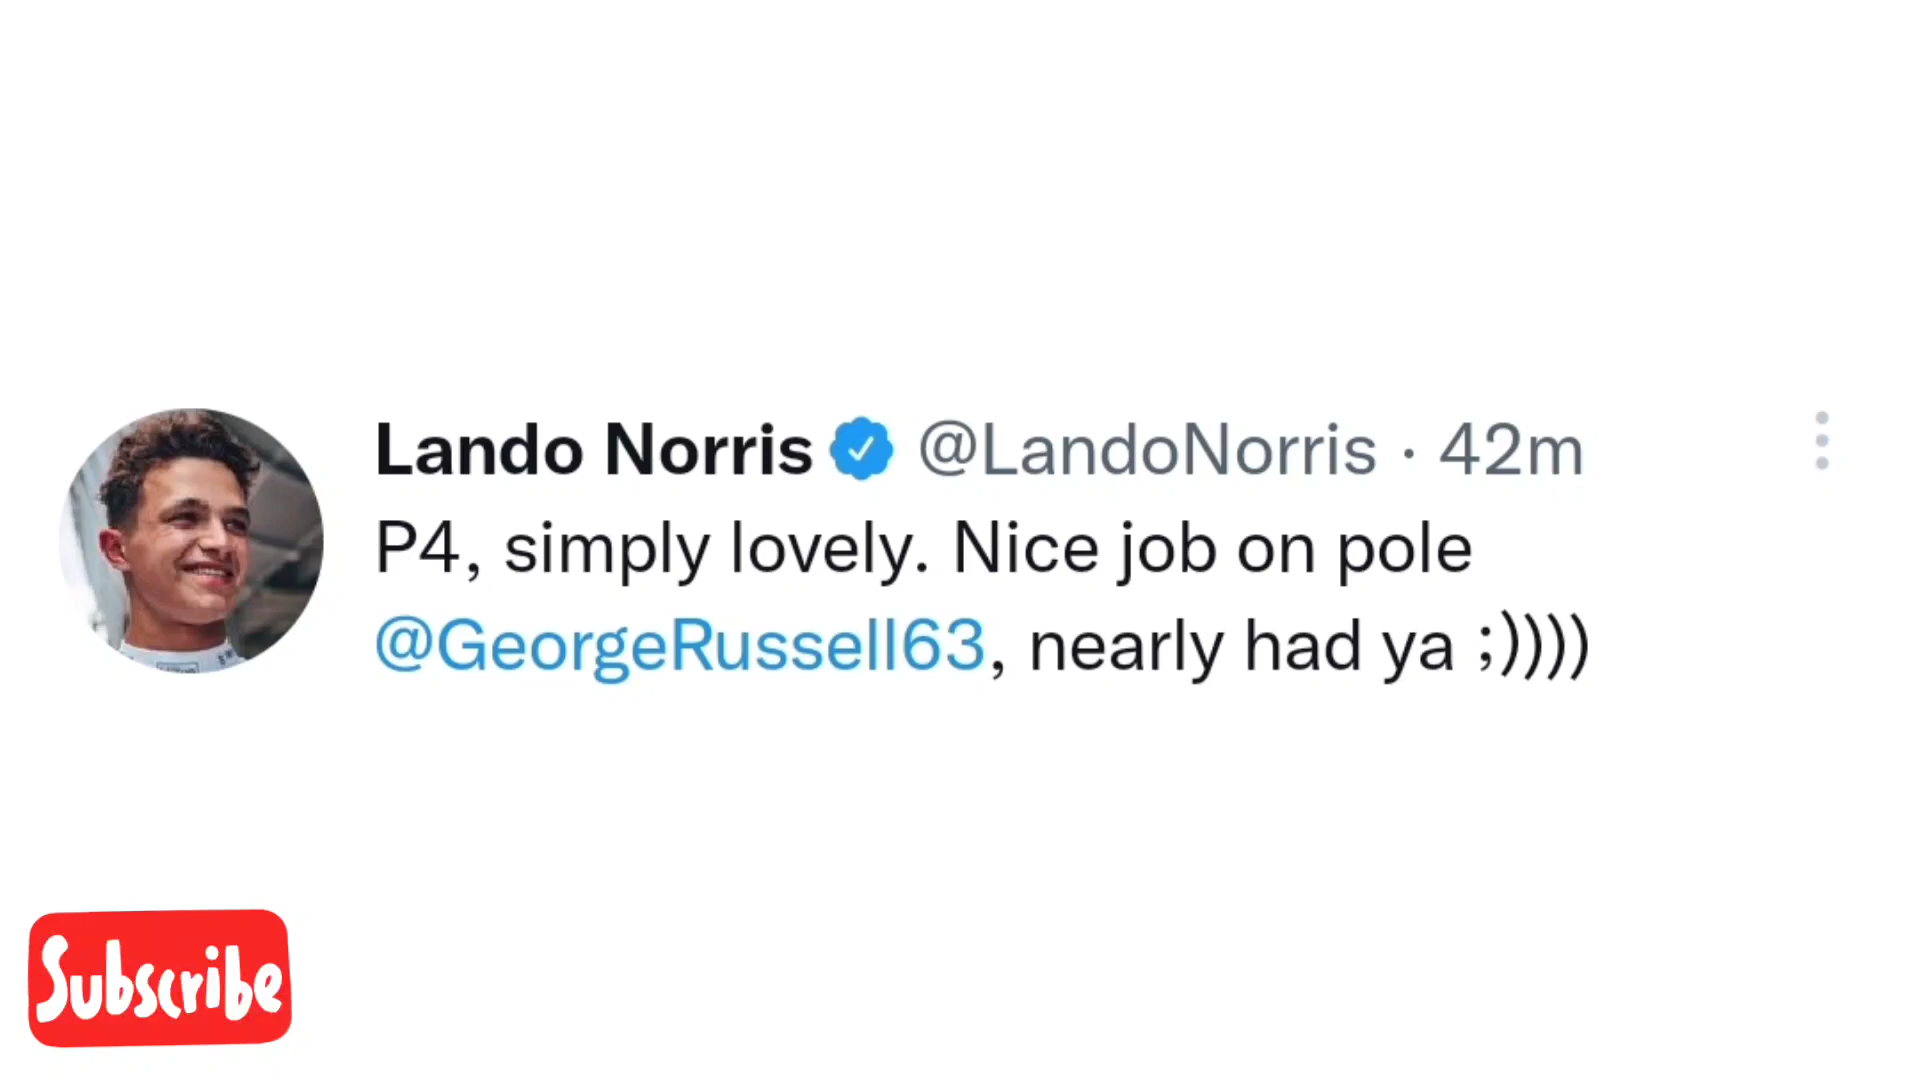 Lando Norris @LandoNorris · 42m
P4, simply lovely. Nice job on pole
@GeorgeRussell63, nearly had ya ;))))
Subscribe